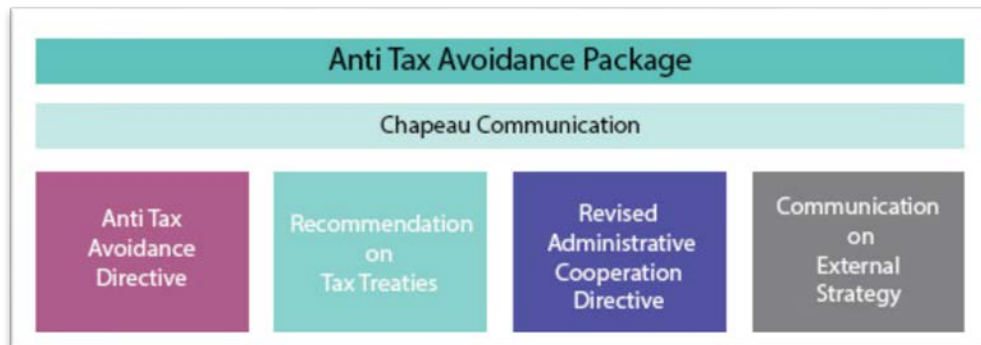 Anti Tax Avoidance Package
Chapeau Communication
Anti Tax
Avoidance
Directive
Recommendation
on
Tax Treaties
Revised
Administrative
Cooperation
Directive
Communication
on
External
Strategy